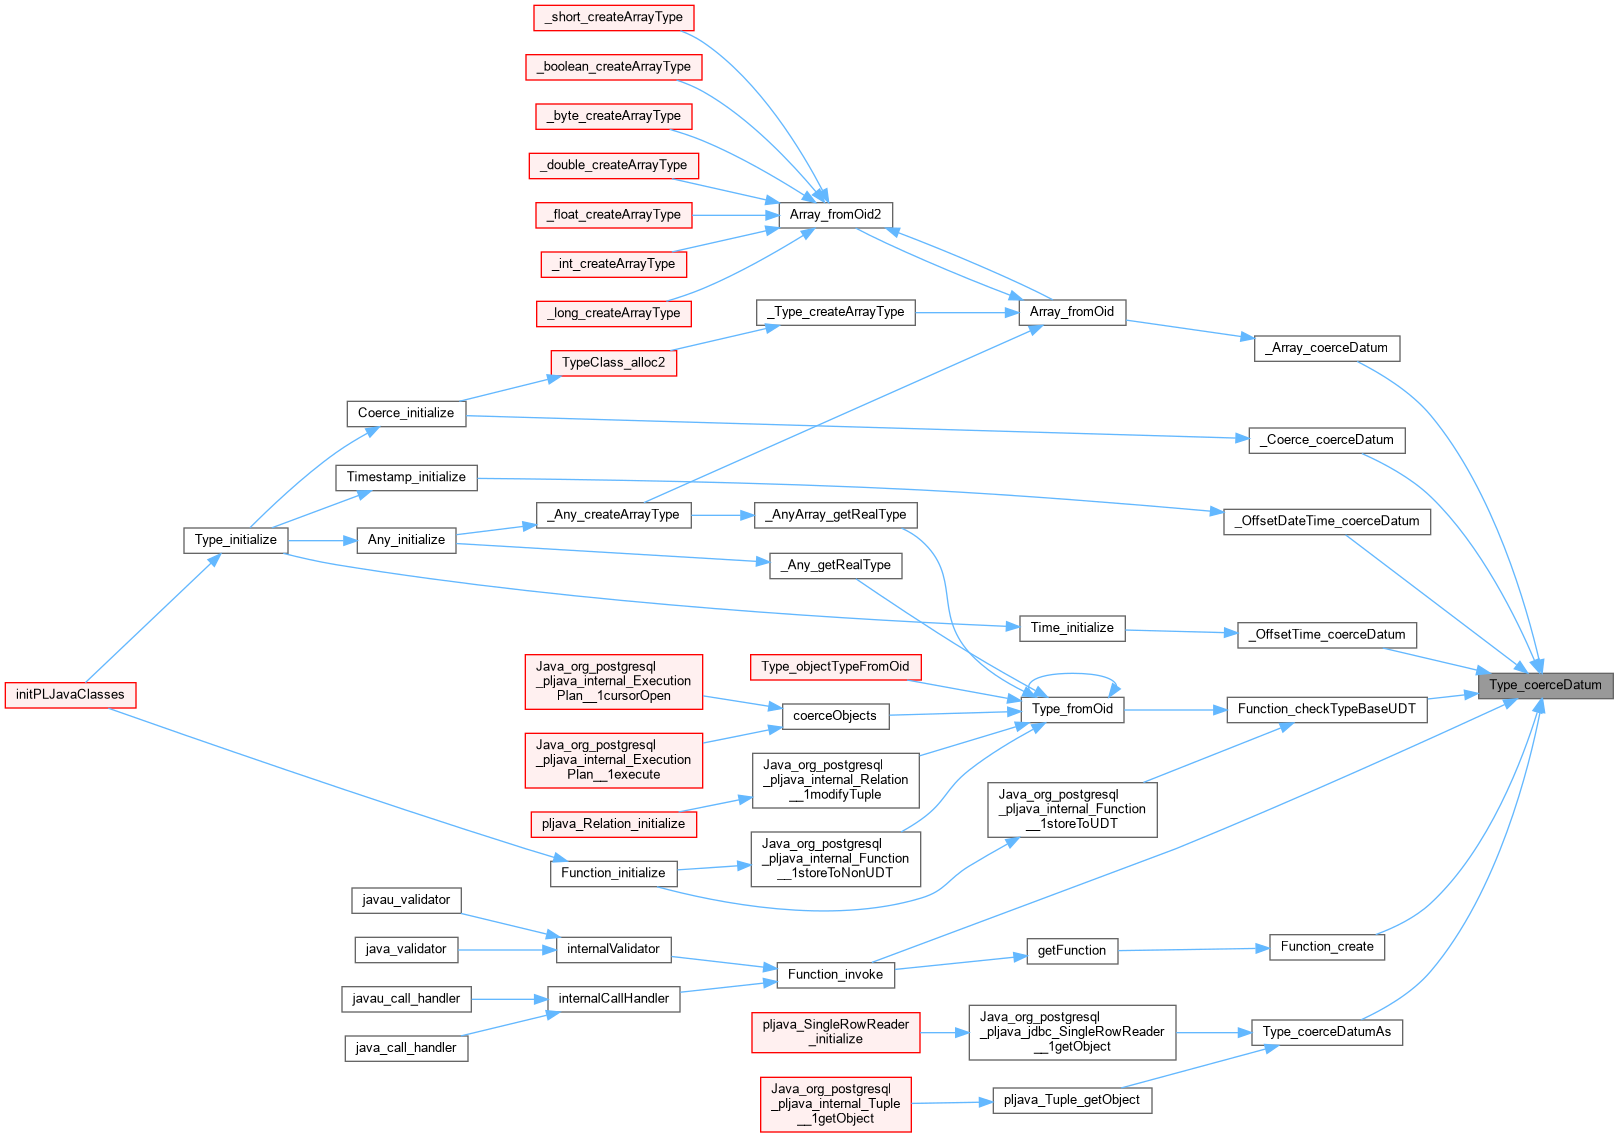 _short_createArrayType
_boolean_createArrayType
_byte_createArrayType
_double_createArrayType
_float_createArrayType
Array_fromOid2
_int_createArrayType
_long_createArrayType
_Type_createArrayType
Array_fromOid
_Array_coerceDatum
TypeClass_alloc2
Coerce_initialize
_Coerce_coerceDatum
Timestamp_initialize
_Any_createArrayType
_AnyArray_getRealType
_OffsetDateTime_coerceDatum
Type_initialize
Any_initialize
_Any_getRealType
Time_initialize
_OffsetTime_coerceDatum
initPLJavaClasses
Java_org_postgresql
_pljava_internal_Execution
Plan__1cursorOpen
Type_objectTypeFromOid
Type_coerceDatum
coerceObjects
Type_fromOid
Function_checkTypeBaseUDT
Java_org_postgresql
_pljava_internal_Execution
Plan__1execute
Java_org_postgresql
_pljava_internal_Relation
__1modifyTuple
Java_org_postgresql
_pljava_internal_Function
__1storeToUDT
pljava_Relation_initialize
Java_org_postgresql
_pljava_internal_Function
__1storeToNonUDT
Function_initialize
javau_validator
java_validator
internalValidator
Function_invoke
getFunction
Function_create
javau_call_handler
internalCallHandler
java_call_handler
pljava_SingleRowReader
_initialize
Java_org_postgresql
_pljava_jdbc_SingleRowReader
__1getObject
Type_coerceDatumAs
Java_org_postgresql
_pljava_internal_Tuple
__1getObject
pljava_Tuple_getObject